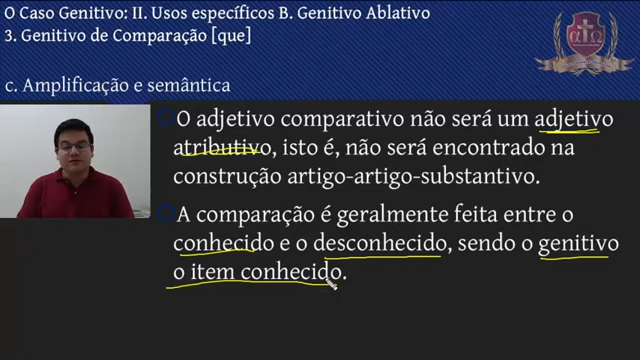 O Caso Genitivo: II. Usos específicos B. Genitivo Ablativo
3. Genitivo de Comparação [que]
c. Amplificação e semântica
O adjetivo comparativo não será um adjetivo
atributivo, isto é, não será encontrado na
construção artigo-artigo-substantivo.
A comparação é geralmente feita entre o
conhecido e o desconhecido, sendo o genitivo
o item conhecido.